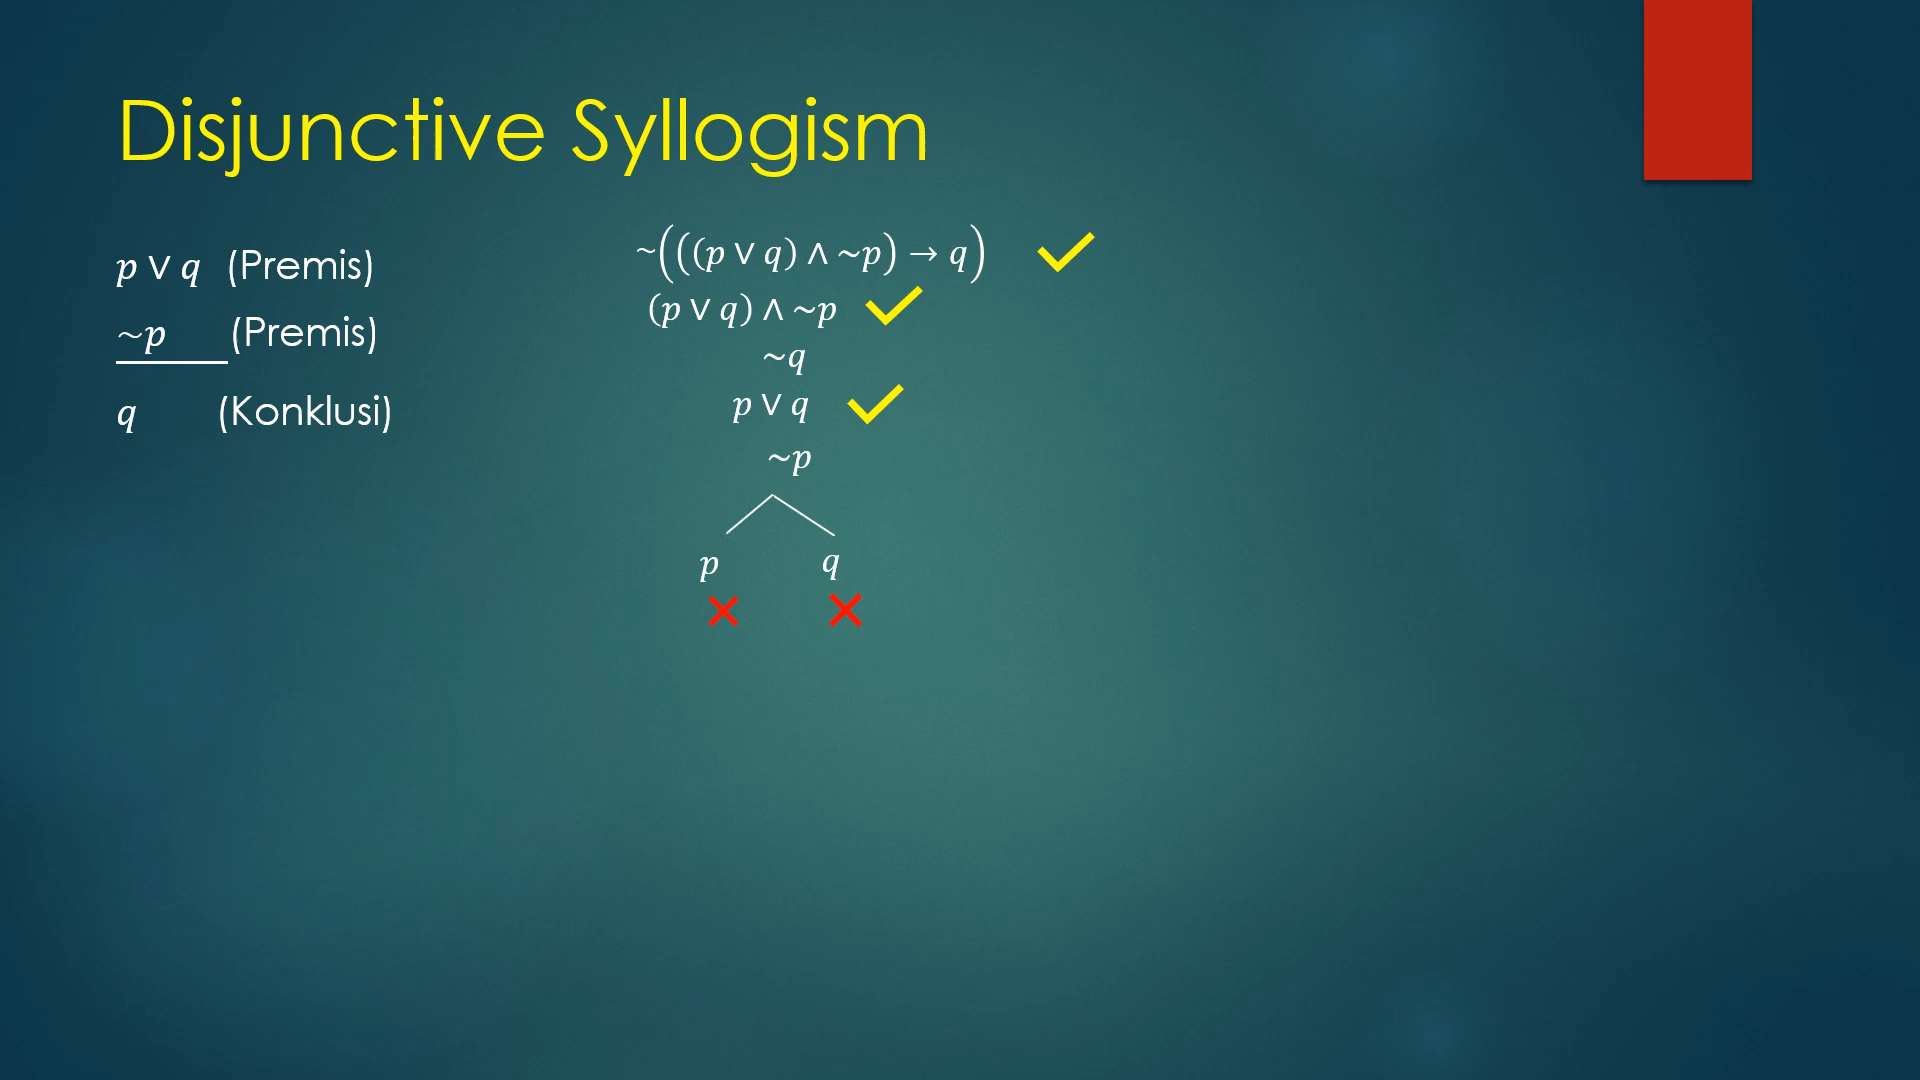 Disjunctive Syllogism
p ∨ q (Premis)
~p (Premis)
q (Konklusi)
~(((p ∨ q) ∧ ~p) → q)
(p ∨ q) ∧ ~p
~q
p ∨ q
~p
p q